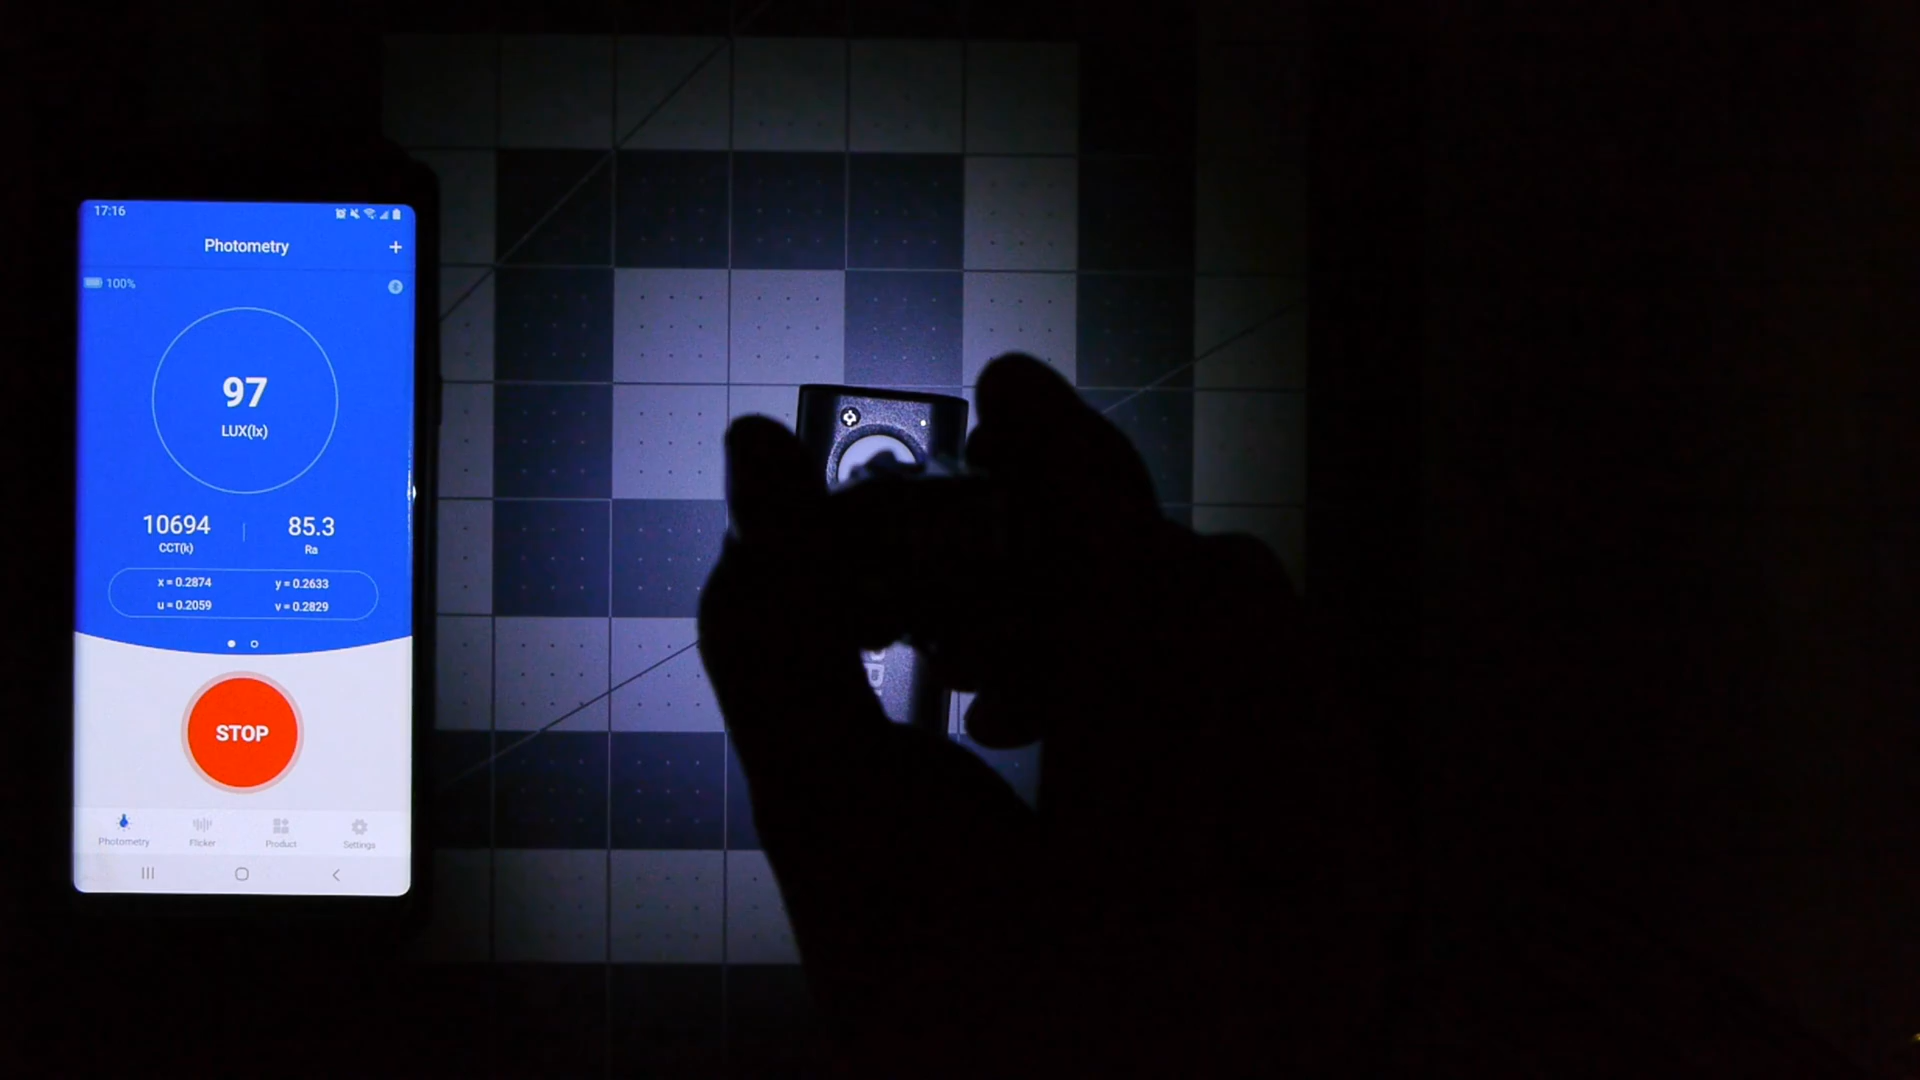 17:16
Photometry +
100%
97
LUX(lx)
10694 85.3
CCT(k) Ra
x = 0.2874 y = 0.2633
u = 0.2059 v = 0.2829
STOP
Photometry Flicker Product Settings